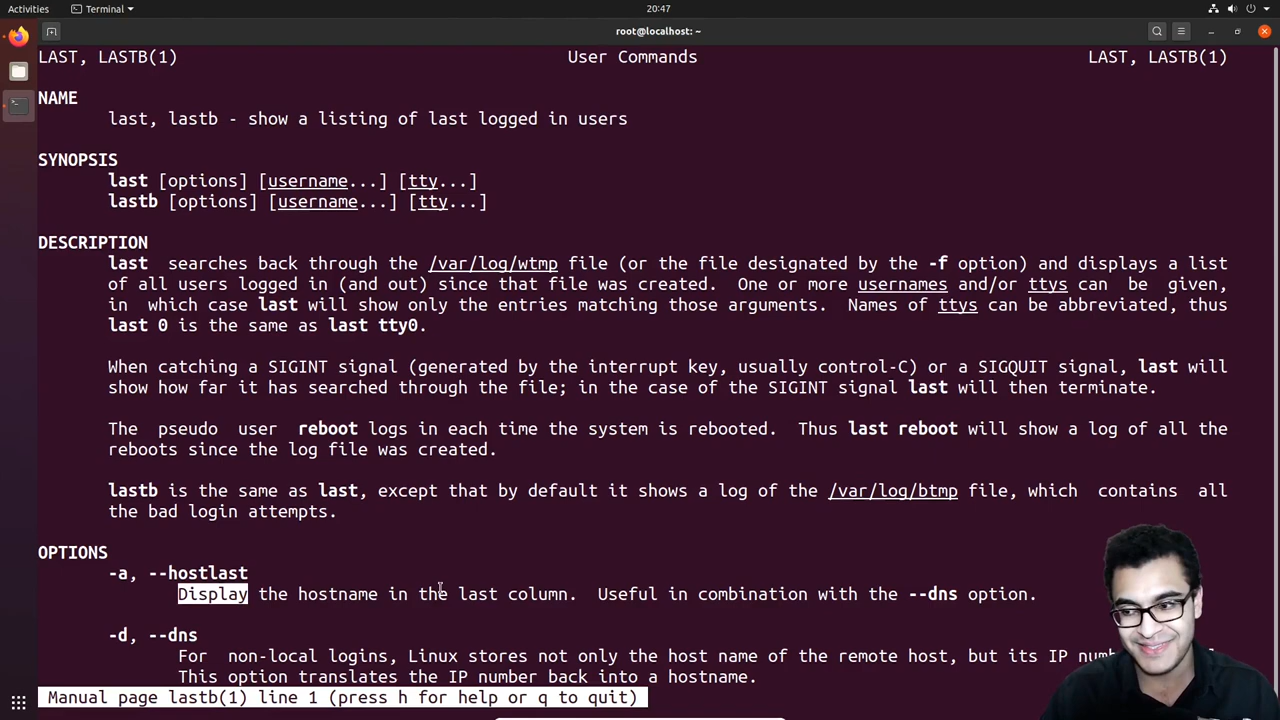 Activities Terminal 20:47
root@localhost: ~
LAST, LASTB(1) User Commands LAST, LASTB(1)
NAME
last, lastb - show a listing of last logged in users
SYNOPSIS
last [options] [username...] [tty...]
lastb [options] [username...] [tty...]
DESCRIPTION
last searches back through the /var/log/wtmp file (or the file designated by the -f option) and displays a list
of all users logged in (and out) since that file was created. One or more usernames and/or ttys can be given,
in which case last will show only the entries matching those arguments. Names of ttys can be abbreviated, thus
last 0 is the same as last tty0.
When catching a SIGINT signal (generated by the interrupt key, usually control-C) or a SIGQUIT signal, last will
show how far it has searched through the file; in the case of the SIGINT signal last will then terminate.
The pseudo user reboot logs in each time the system is rebooted. Thus last reboot will show a log of all the
reboots since the log file was created.
lastb is the same as last, except that by default it shows a log of the /var/log/btmp file, which contains all
the bad login attempts.
OPTIONS
-a, --hostlast
Display the hostname in the last column. Useful in combination with the --dns option.
-d, --dns
For non-local logins, Linux stores not only the host name of the remote host, but its IP
This option translates the IP number back into a hostname.
Manual page lastb(1) line 1 (press h for help or q to quit)